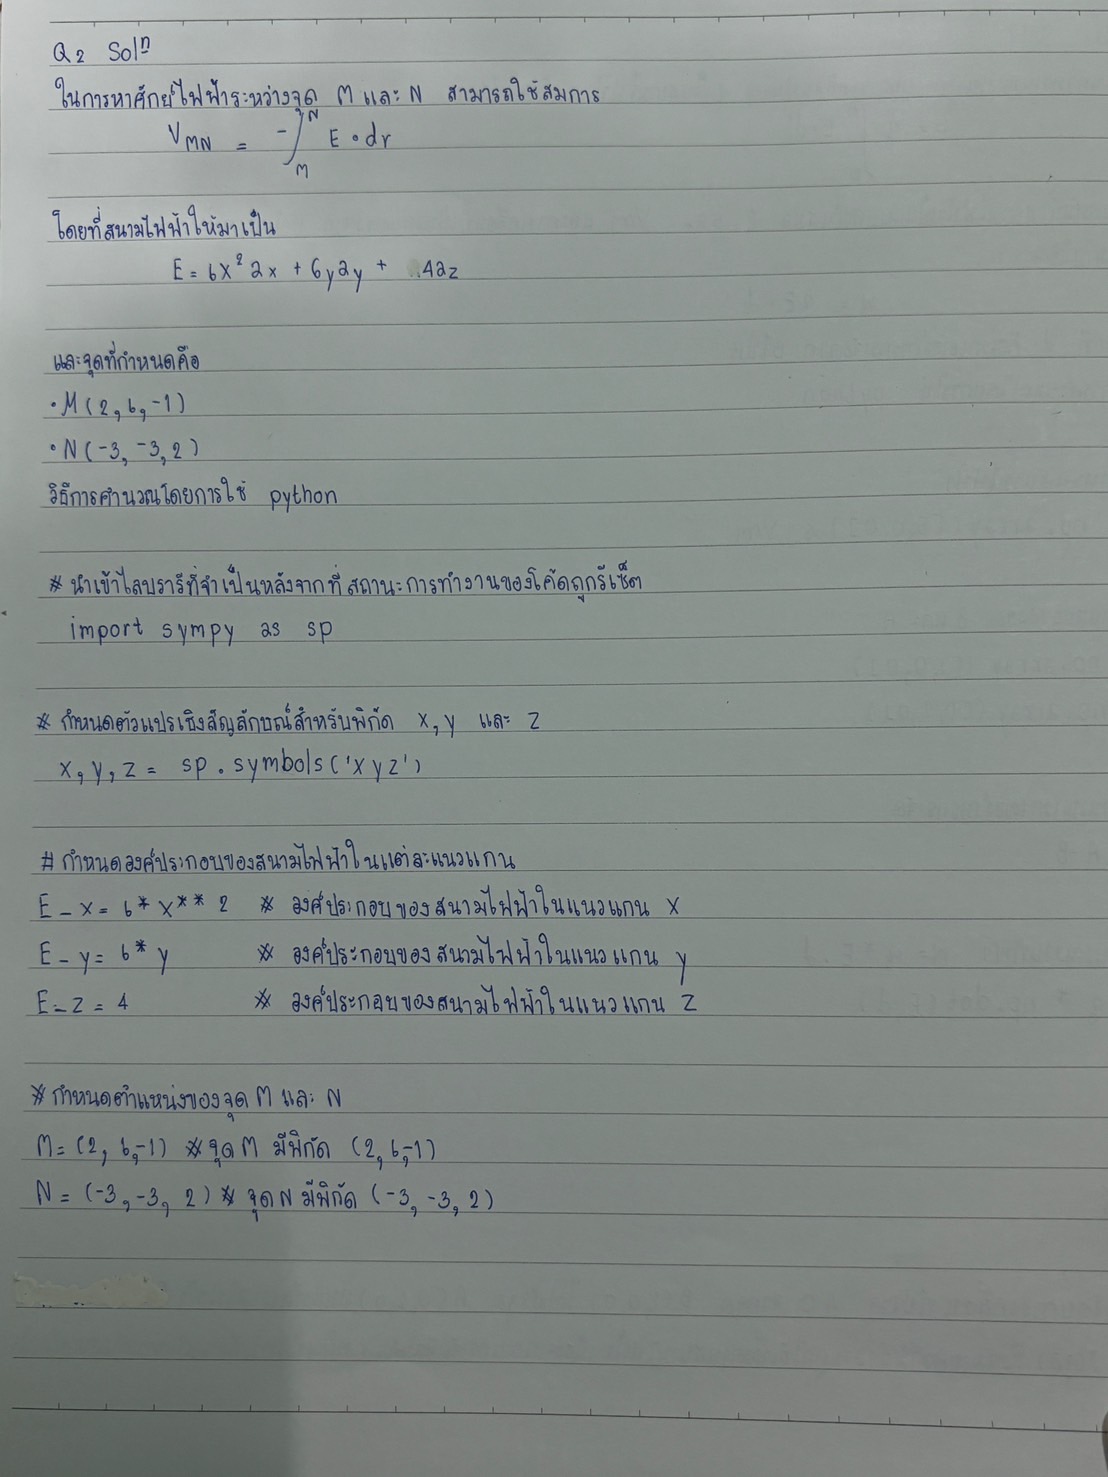 Q2 Solⁿ
ในการหาศักย์ไฟฟ้าระหว่างจุด M และ N สามารถใช้สมการ
V_MN = -∫_M^N E • dr
โดยที่สนามไฟฟ้าให้มาเป็น
E = 6x² ax + 6yay + 4az
และจุดที่กำหนดคือ
• M(2, 6, -1)
• N(-3, -3, 2)
วิธีการคำนวณโดยการใช้ python
# นำเข้าไลบรารีที่จำเป็นหลังจากที่สถานะการทำงานของโค้ดถูกรีเซ็ต
import sympy as sp
# กำหนดตัวแปรเชิงสัญลักษณ์สำหรับพิกัด x, y และ z
x, y, z = sp.symbols('x y z')
# กำหนดองค์ประกอบของสนามไฟฟ้าในแต่ละแนวแกน
E_x = 6*x**2 # องค์ประกอบของสนามไฟฟ้าในแนวแกน x
E_y = 6*y # องค์ประกอบของสนามไฟฟ้าในแนวแกน y
E_z = 4 # องค์ประกอบของสนามไฟฟ้าในแนวแกน z
# กำหนดตำแหน่งของจุด M และ N
M = (2, 6, -1) # จุด M มีพิกัด (2, 6, -1)
N = (-3, -3, 2) # จุด N มีพิกัด (-3, -3, 2)